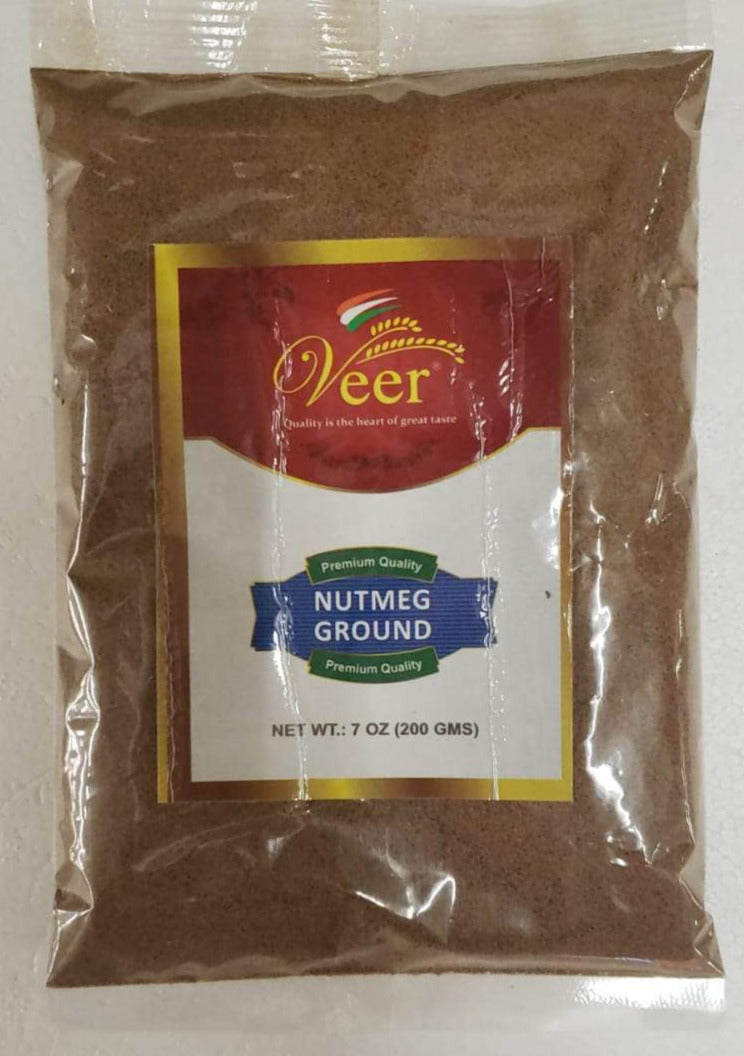 Veer
Quality is the heart of great taste
Premium Quality
NUTMEG
GROUND
Premium Quality
NET WT.: 7 OZ (200 GMS)